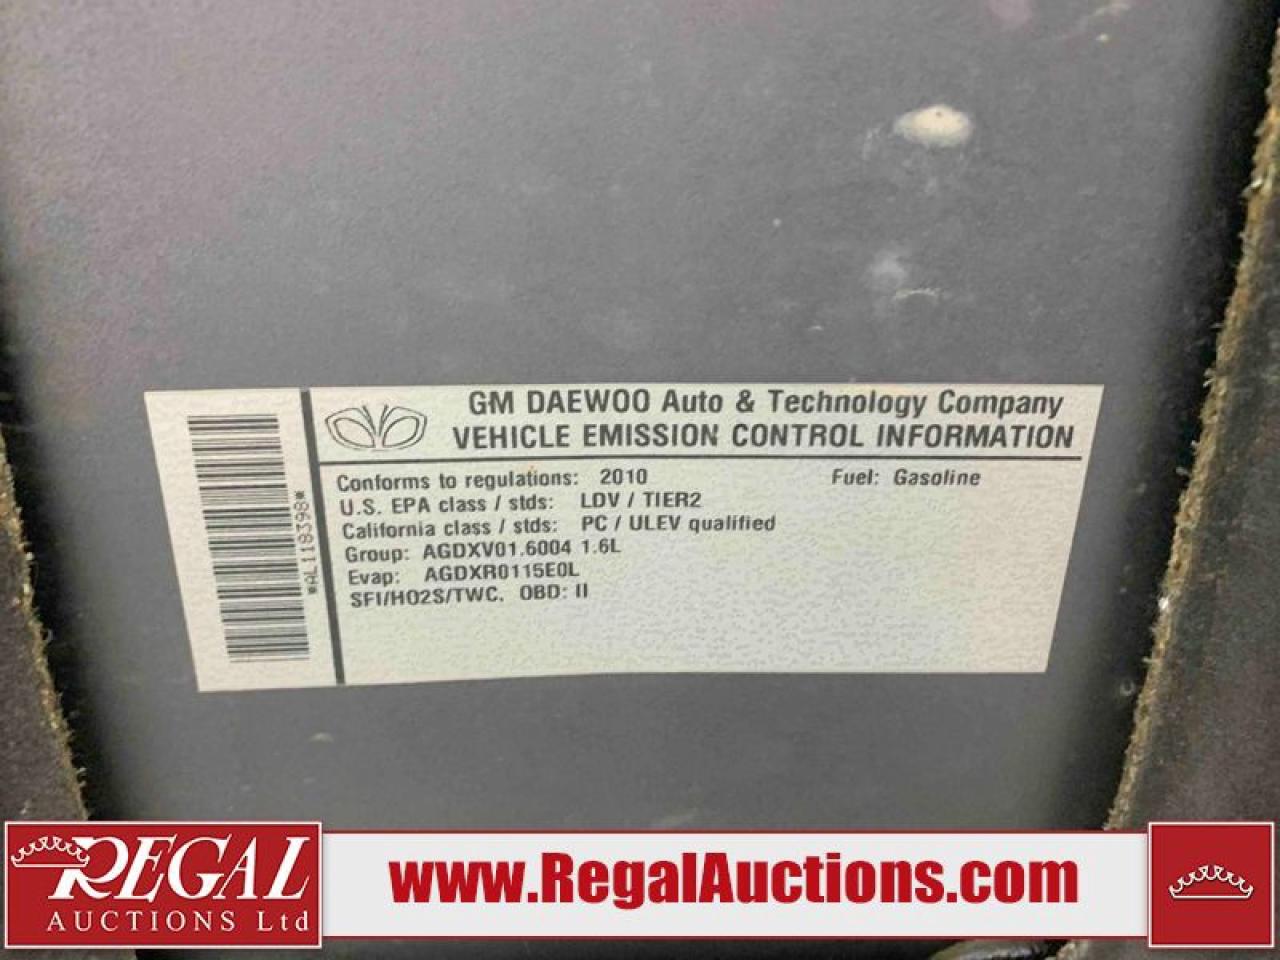 GM DAEWOO Auto & Technology Company
VEHICLE EMISSION CONTROL INFORMATION
Conforms to regulations: 2010 Fuel: Gasoline
U.S. EPA class / stds: LDV / TIER2
California class / stds: PC / ULEV qualified
Group: AGDXV01.6004 1.6L
Evap: AGDXR0115E0L
SFI/HO2S/TWC. OBD: II
*AL118398*
REGAL
AUCTIONS Ltd
www.RegalAuctions.com